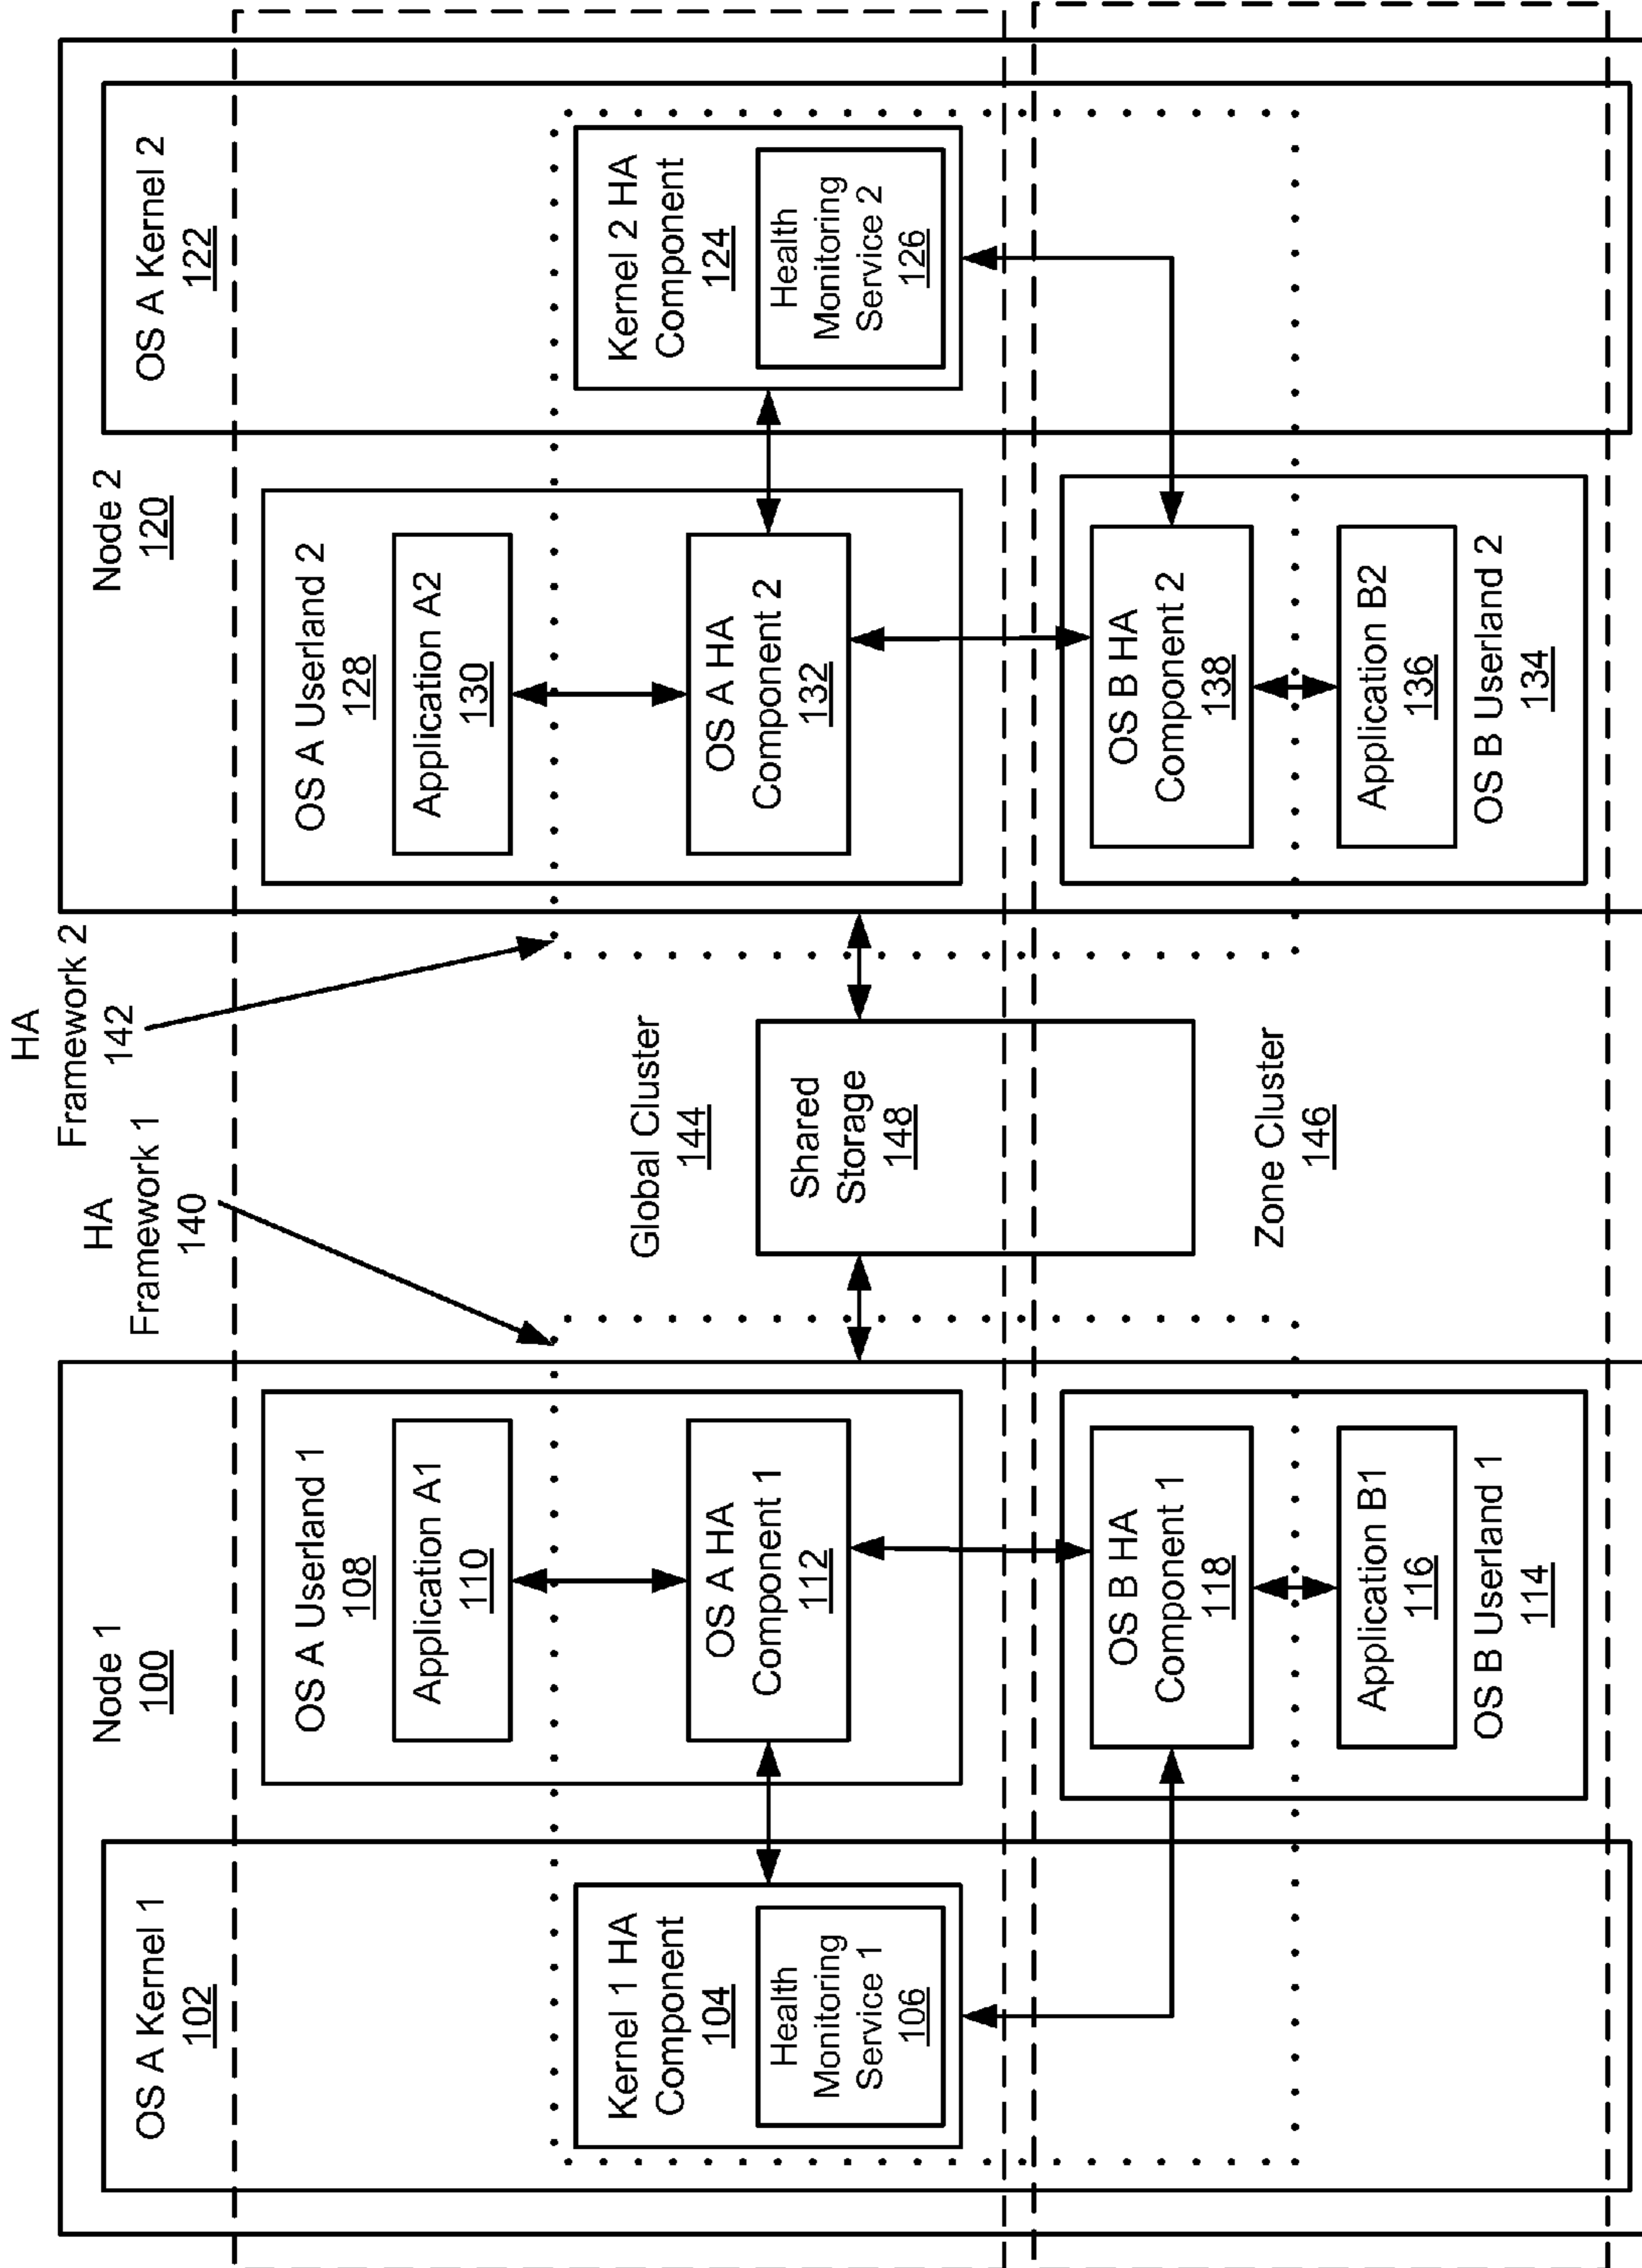 Node 1
100
OS A Kernel 1
102
Kernel 1 HA
Component
104
Health
Monitoring
Service 1
106
OS A Userland 1
108
Application A1
110
OS A HA
Component 1
112
OS B HA
Component 1
118
Application B1
116
OS B Userland 1
114
HA
Framework 1
140
HA
Framework 2
142
Global Cluster
144
Shared
Storage
148
Zone Cluster
146
Node 2
120
OS A Userland 2
128
Application A2
130
OS A HA
Component 2
132
OS B HA
Component 2
138
Application B2
136
OS B Userland 2
134
OS A Kernel 2
122
Kernel 2 HA
Component
124
Health
Monitoring
Service 2
126